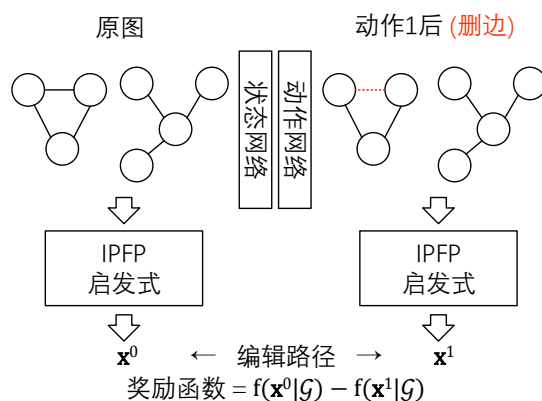 原图
动作1后 (删边)
状态网络
动作网络
IPFP
启发式
IPFP
启发式
𝐱⁰ ← 编辑路径 → 𝐱¹
奖励函数 = f(𝐱⁰|𝒢) − f(𝐱¹|𝒢)